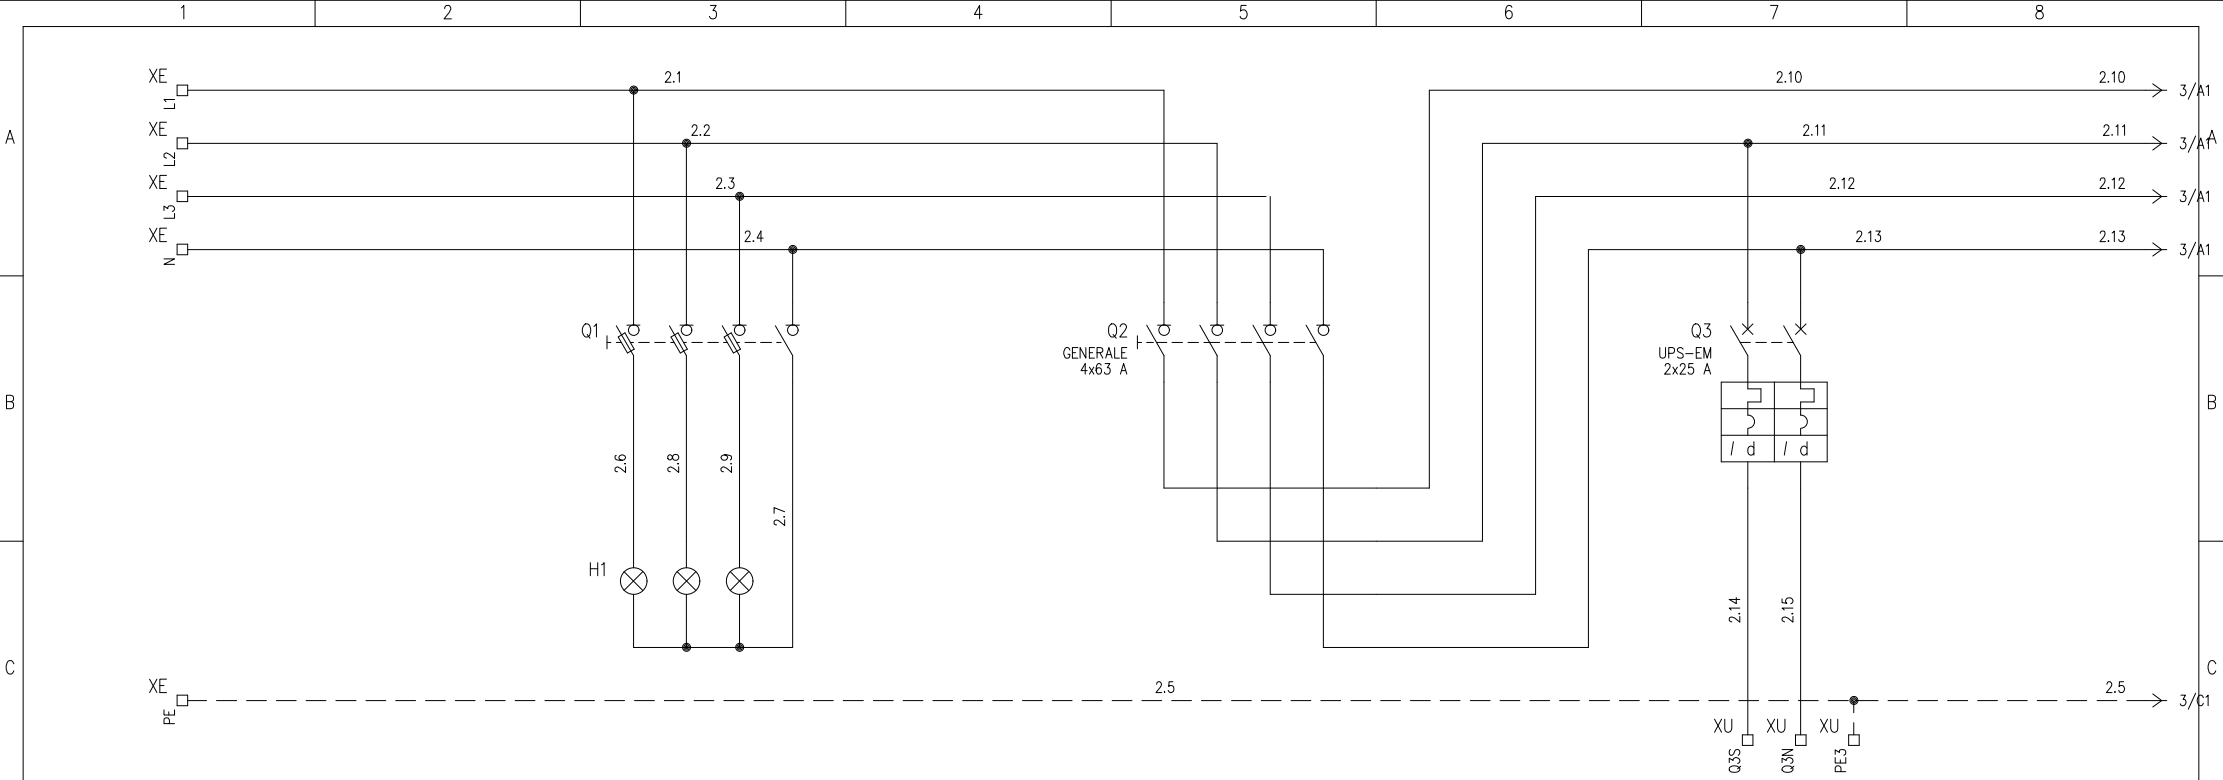 1 2 3 4 5 6 7 8
XE 2.1 2.10 2.10
L1 3/A1
XE 2.2 2.11 2.11
A L2 3/A1 A
XE 2.3 2.12 2.12
L3 3/A1
XE 2.4 2.13 2.13
N 3/A1
Q1 Q2 Q3
GENERALE UPS-EM
4x63 A 2x25 A
B B
I d I d
2.6 2.8 2.9
2.7
H1
2.14 2.15
C C
XE 2.5 2.5
PE 3/C1
XU XU XU
Q3S Q3N PE3